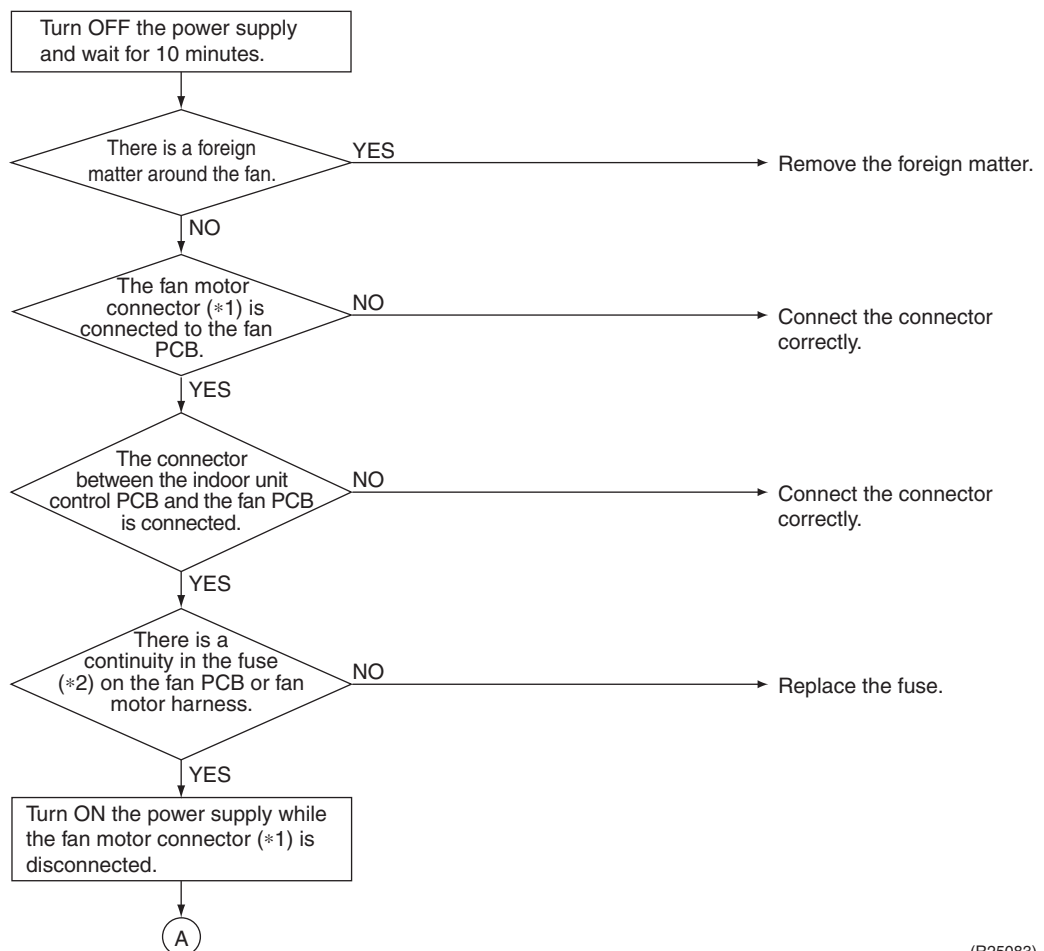 Turn OFF the power supply
and wait for 10 minutes.
There is a foreign
matter around the fan.
YES
Remove the foreign matter.
NO
The fan motor
connector (*1) is
connected to the fan
PCB.
NO
Connect the connector
correctly.
YES
The connector
between the indoor unit
control PCB and the fan PCB
is connected.
NO
Connect the connector
correctly.
YES
There is a
continuity in the fuse
(*2) on the fan PCB or fan
motor harness.
NO
Replace the fuse.
YES
Turn ON the power supply while
the fan motor connector (*1) is
disconnected.
A
(R25083)